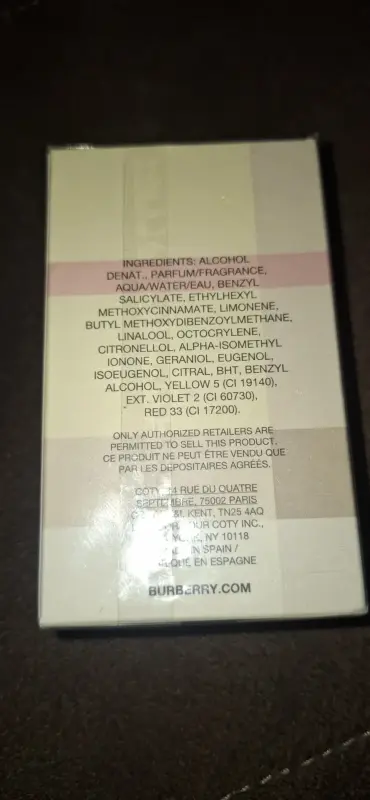 INGREDIENTS: ALCOHOL
DENAT., PARFUM/FRAGRANCE,
AQUA/WATER/EAU, BENZYL
SALICYLATE, ETHYLHEXYL
METHOXYCINNAMATE, LIMONENE,
BUTYL METHOXYDIBENZOYLMETHANE,
LINALOOL, OCTOCRYLENE,
CITRONELLOL, ALPHA-ISOMETHYL
IONONE, GERANIOL, EUGENOL,
ISOEUGENOL, CITRAL, BHT, BENZYL
ALCOHOL, YELLOW 5 (CI 19140),
EXT. VIOLET 2 (CI 60730),
RED 33 (CI 17200).
ONLY AUTHORIZED RETAILERS ARE
PERMITTED TO SELL THIS PRODUCT.
CE PRODUIT NE PEUT ÊTRE VENDU QUE
PAR LES DÉPOSITAIRES AGRÉÉS.
COTY, 14 RUE DU QUATRE
SEPTEMBRE, 75002 PARIS
KENT, TN25 4AQ
COTY INC.,
NY 10118
IN SPAIN /
EN ESPAGNE
BURBERRY.COM